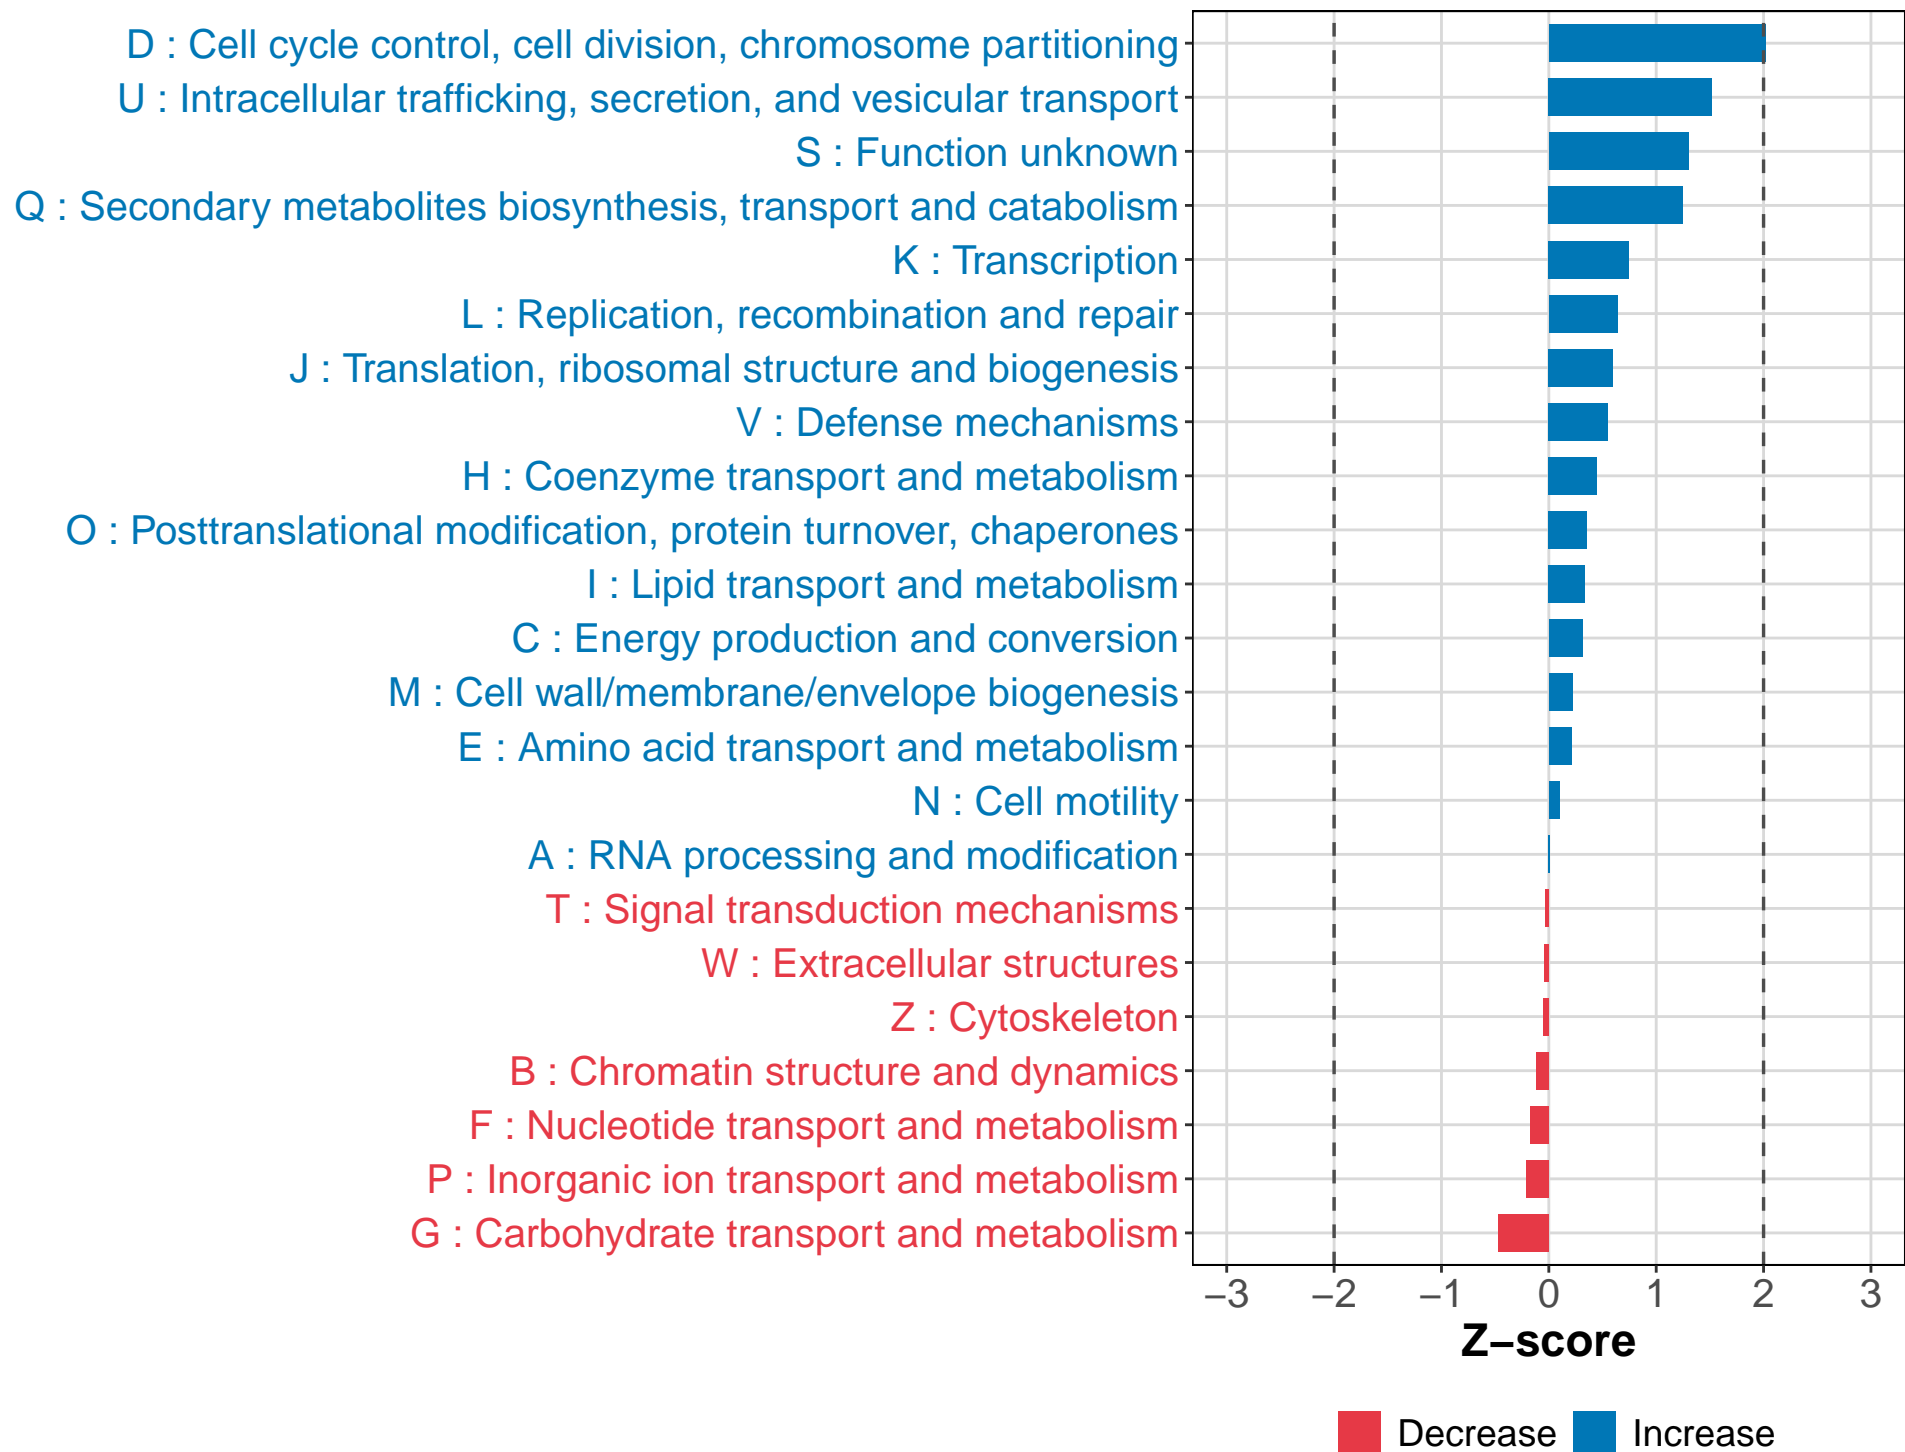 D : Cell cycle control, cell division, chromosome partitioning
U : Intracellular trafficking, secretion, and vesicular transport
S : Function unknown
Q : Secondary metabolites biosynthesis, transport and catabolism
K : Transcription
L : Replication, recombination and repair
J : Translation, ribosomal structure and biogenesis
V : Defense mechanisms
H : Coenzyme transport and metabolism
O : Posttranslational modification, protein turnover, chaperones
I : Lipid transport and metabolism
C : Energy production and conversion
M : Cell wall/membrane/envelope biogenesis
E : Amino acid transport and metabolism
N : Cell motility
A : RNA processing and modification
T : Signal transduction mechanisms
W : Extracellular structures
Z : Cytoskeleton
B : Chromatin structure and dynamics
F : Nucleotide transport and metabolism
P : Inorganic ion transport and metabolism
G : Carbohydrate transport and metabolism
−3 −2 −1 0 1 2 3
Z−score
Decrease Increase